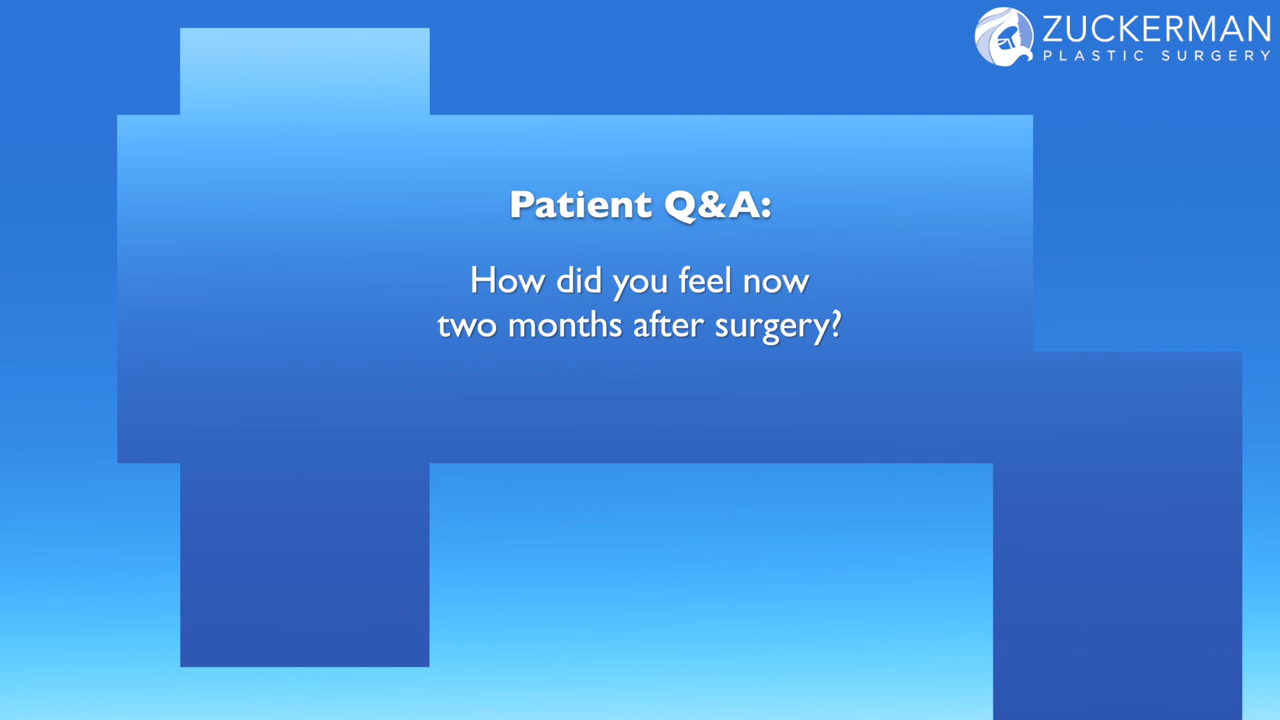 ZUCKERMAN
PLASTIC SURGERY
Patient Q&A:
How did you feel now
two months after surgery?